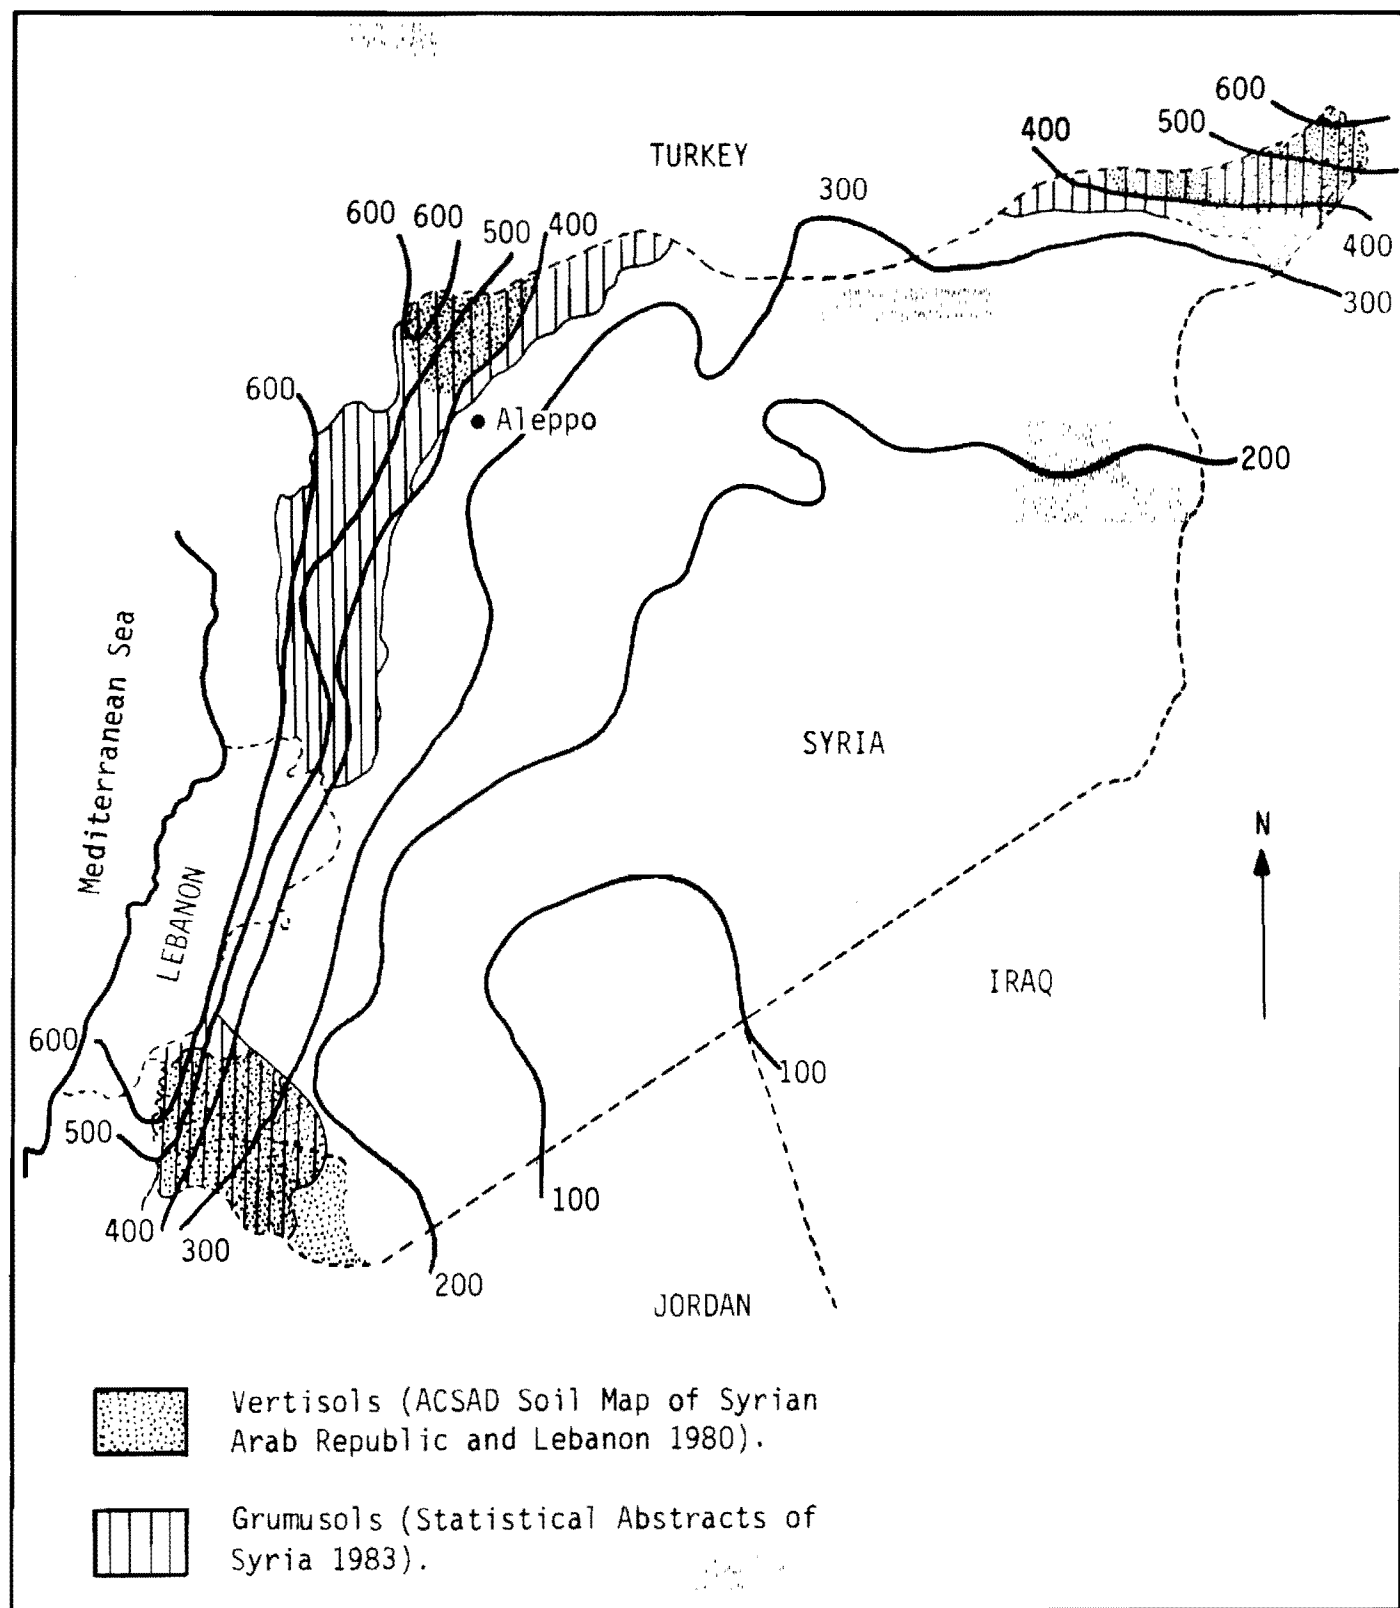 600
500
400
TURKEY
300
600
600
500
400
400
300
600
Aleppo
200
Mediterranean Sea
SYRIA
N
LEBANON
IRAQ
600
100
500
100
400
300
200
JORDAN
Vertisols (ACSAD Soil Map of Syrian
Arab Republic and Lebanon 1980).
Grumusols (Statistical Abstracts of
Syria 1983).